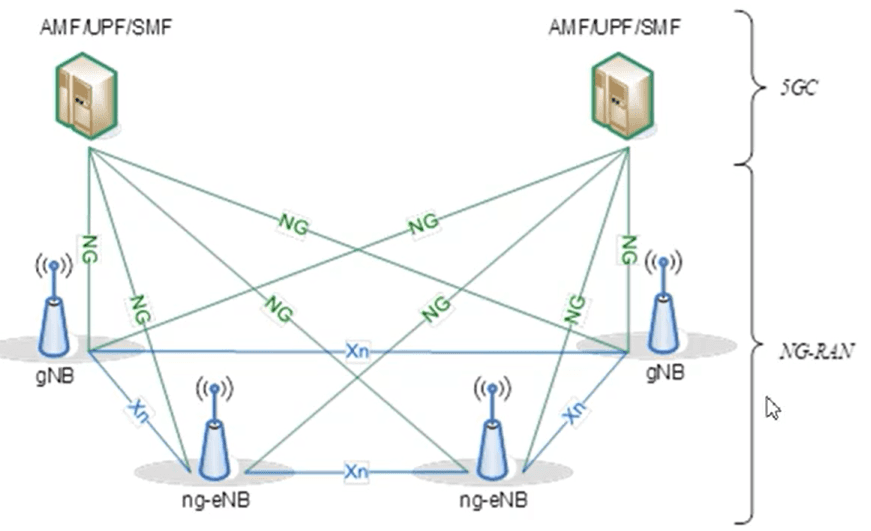 AMF/UPF/SMF
AMF/UPF/SMF
5GC
NG
NG
NG
NG
NG
NG
NG
NG
gNB
Xn
gNB
NG-RAN
Xn
Xn
Xn
ng-eNB
ng-eNB